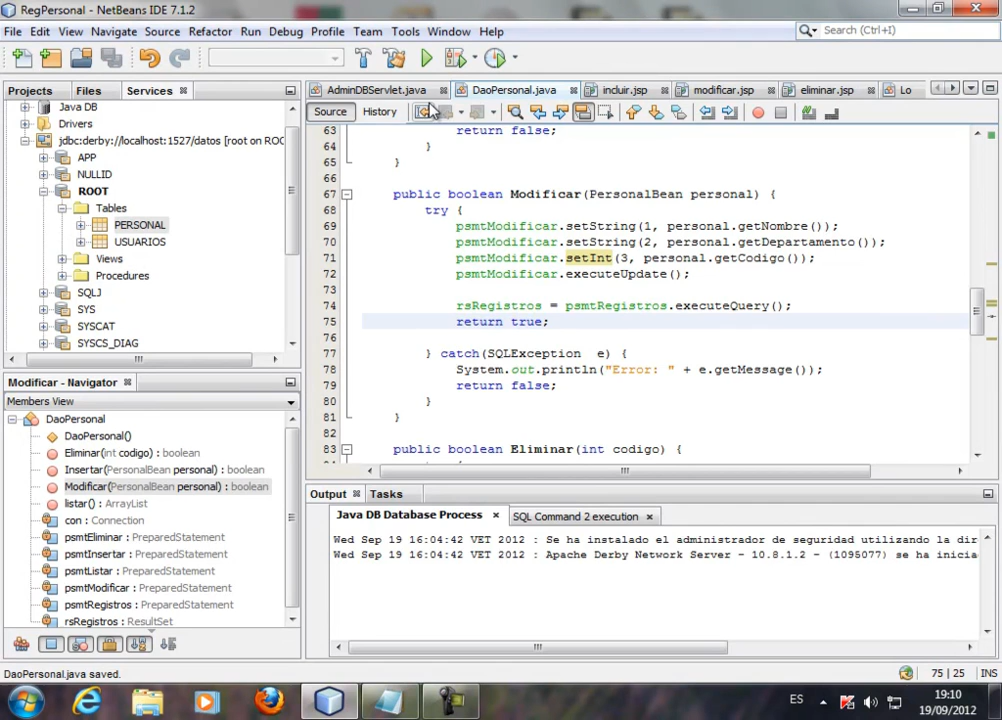 RegPersonal - NetBeans IDE 7.1.2
File Edit View Navigate Source Refactor Run Debug Profile Team Tools Window Help
Search (Ctrl+I)
Projects Files Services
AdminDBServlet.java DaoPersonal.java incluir.jsp modificar.jsp eliminar.jsp Lo
Source History
Java DB
Drivers
jdbc:derby://localhost:1527/datos [root on ROO
APP
NULLID
ROOT
Tables
PERSONAL
USUARIOS
Views
Procedures
SQLJ
SYS
SYSCAT
SYSCS_DIAG
63 return false;
64 }
65 }
66
67 public boolean Modificar(PersonalBean personal) {
68 try {
69 psmtModificar.setString(1, personal.getNombre());
70 psmtModificar.setString(2, personal.getDepartamento());
71 psmtModificar.setInt(3, personal.getCodigo());
72 psmtModificar.executeUpdate();
73
74 rsRegistros = psmtRegistros.executeQuery();
75 return true;
76
77 } catch(SQLException e) {
78 System.out.println("Error: " + e.getMessage());
79 return false;
80 }
81 }
82
83 public boolean Eliminar(int codigo) {
Modificar - Navigator
Members View
DaoPersonal
DaoPersonal()
Eliminar(int codigo) : boolean
Insertar(PersonalBean personal) : boolean
Modificar(PersonalBean personal) : boolean
listar() : ArrayList
con : Connection
psmtEliminar : PreparedStatement
psmtInsertar : PreparedStatement
psmtListar : PreparedStatement
psmtModificar : PreparedStatement
psmtRegistros : PreparedStatement
rsRegistros : ResultSet
Output Tasks
Java DB Database Process SQL Command 2 execution
Wed Sep 19 16:04:42 VET 2012 : Se ha instalado el administrador de seguridad utilizando la dir
Wed Sep 19 16:04:42 VET 2012 : Apache Derby Network Server - 10.8.1.2 - (1095077) se ha inicia
DaoPersonal.java saved.
75 | 25 INS
ES
19:10
19/09/2012